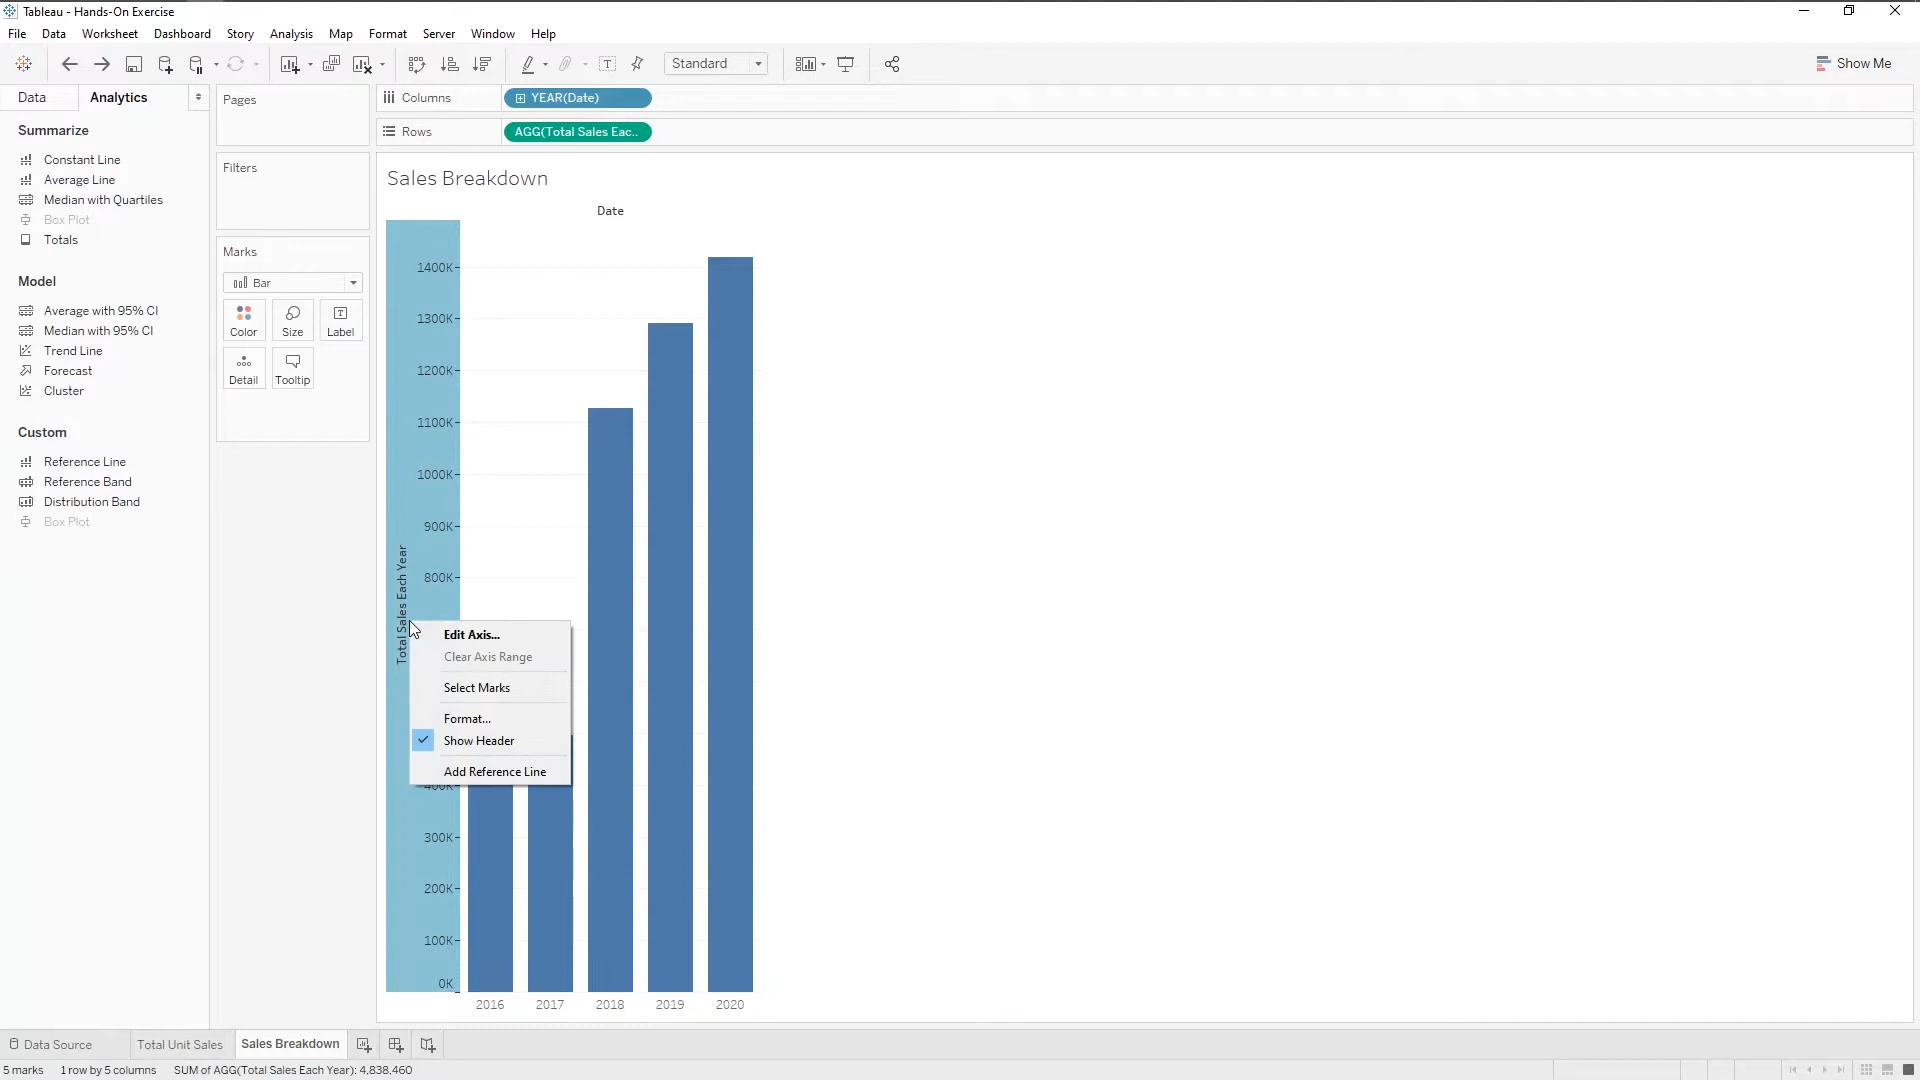 Tableau - Hands-On Exercise
File Data Worksheet Dashboard Story Analysis Map Format Server Window Help
Standard
Show Me
Data Analytics
Summarize
Constant Line
Average Line
Median with Quartiles
Box Plot
Totals
Model
Average with 95% CI
Median with 95% CI
Trend Line
Forecast
Cluster
Custom
Reference Line
Reference Band
Distribution Band
Box Plot
Pages
Filters
Marks
Bar
Color Size Label
Detail Tooltip
Columns YEAR(Date)
Rows AGG(Total Sales Eac..
Sales Breakdown
Date
Total Sales Each Year
1400K
1300K
1200K
1100K
1000K
900K
800K
400K
300K
200K
100K
0K
2016 2017 2018 2019 2020
Edit Axis...
Clear Axis Range
Select Marks
Format...
Show Header
Add Reference Line
Data Source Total Unit Sales Sales Breakdown
5 marks 1 row by 5 columns SUM of AGG(Total Sales Each Year): 4,838,460